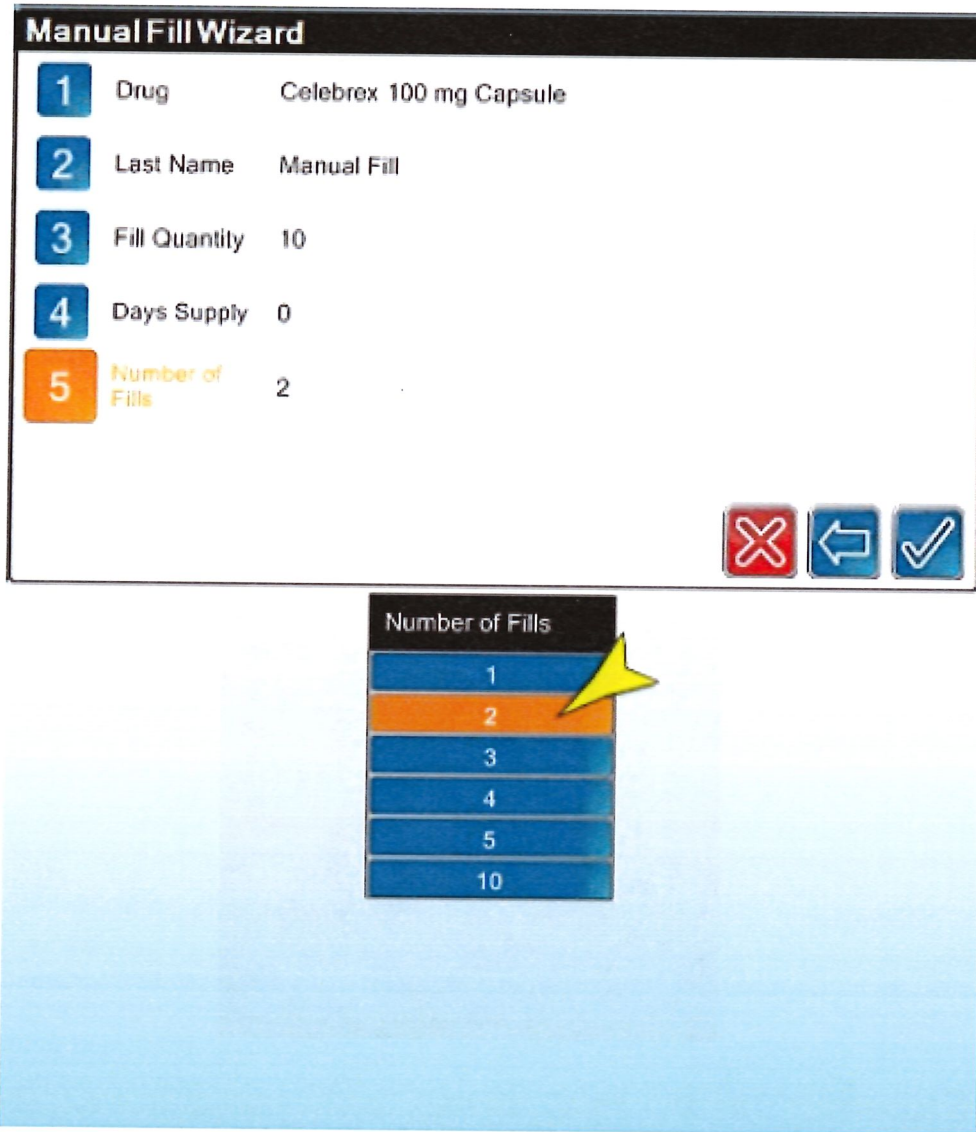 Manual Fill Wizard
1 Drug Celebrex 100 mg Capsule
2 Last Name Manual Fill
3 Fill Quantity 10
4 Days Supply 0
5 Number of Fills 2
Number of Fills
1
2
3
4
5
10